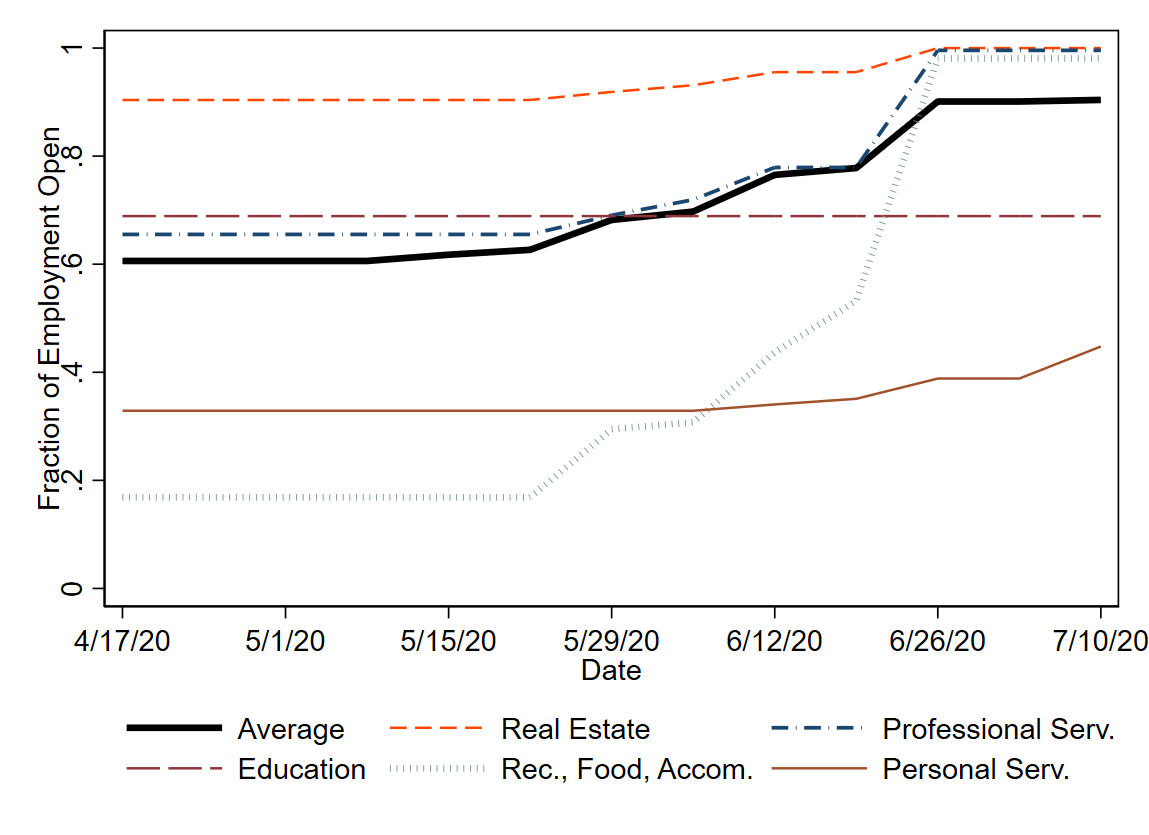 Fraction of Employment Open
1
.8
.6
.4
.2
0
4/17/20 5/1/20 5/15/20 5/29/20 6/12/20 6/26/20 7/10/20
Date
Average Real Estate Professional Serv.
Education Rec., Food, Accom. Personal Serv.